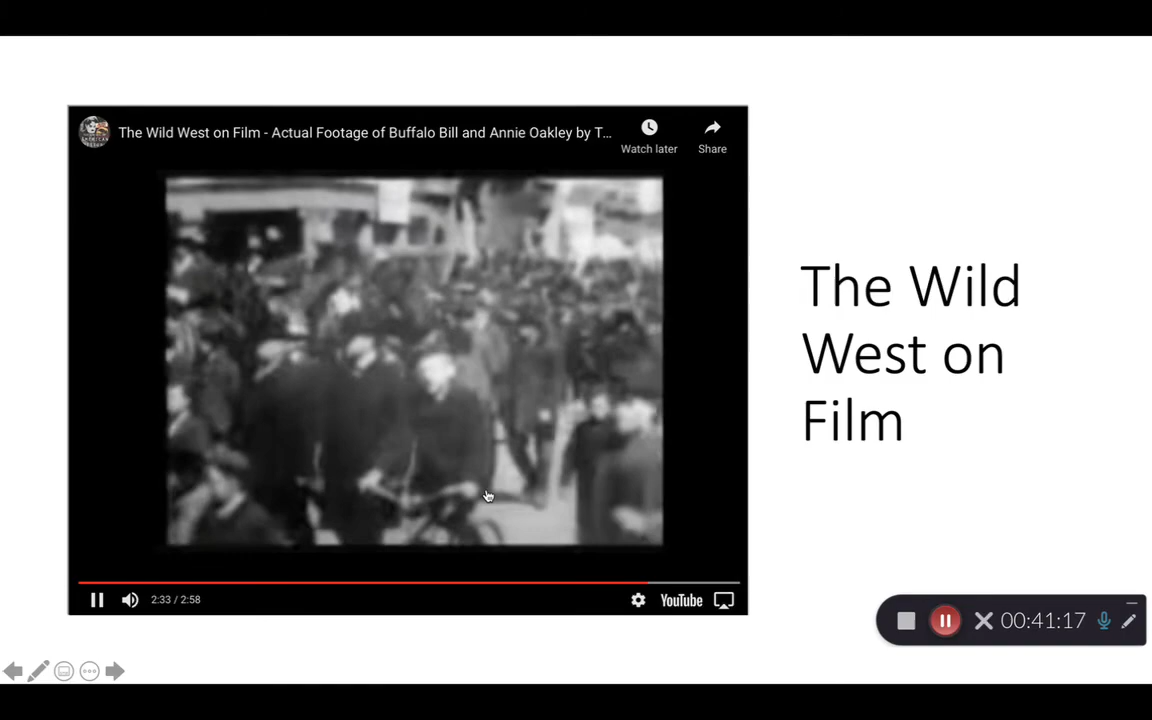 The Wild West on Film - Actual Footage of Buffalo Bill and Annie Oakley by T...
Watch later
Share
The Wild
West on
Film
2:33 / 2:58
YouTube
00:41:17